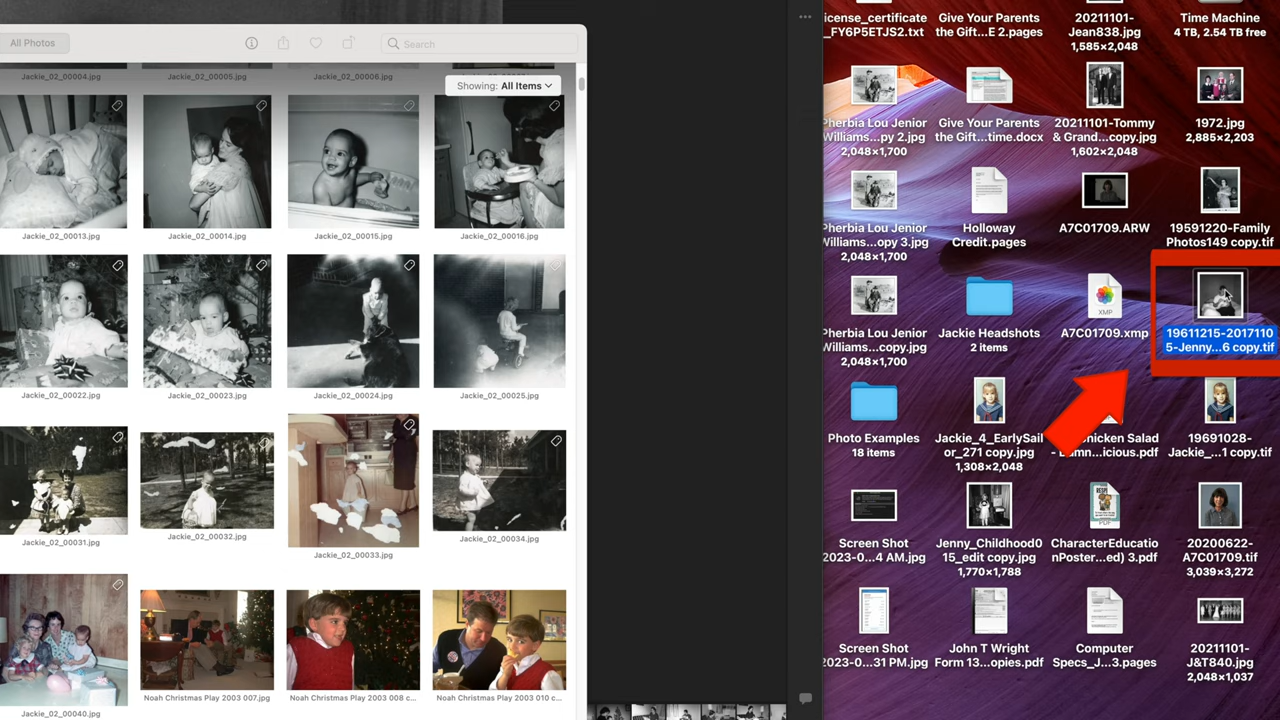 All Photos
Search
Jackie_02_00004.jpg
Jackie_02_00005.jpg
Jackie_02_00006.jpg
Showing: All Items
Jackie_02_00013.jpg
Jackie_02_00014.jpg
Jackie_02_00015.jpg
Jackie_02_00016.jpg
Jackie_02_00022.jpg
Jackie_02_00023.jpg
Jackie_02_00024.jpg
Jackie_02_00025.jpg
Jackie_02_00031.jpg
Jackie_02_00032.jpg
Jackie_02_00033.jpg
Jackie_02_00034.jpg
Jackie_02_00040.jpg
Noah Christmas Play 2003 007.jpg
Noah Christmas Play 2003 008 c...
Noah Christmas Play 2003 010 c...
icense_certificate
_FY6P5ETJS2.txt
Give Your Parents
the Gift...E 2.pages
20211101-
Jean838.jpg
1,585×2,048
Time Machine
4 TB, 2.54 TB free
Pherbia Lou Jenior
Williams...py 2.jpg
2,048×1,700
Give Your Parents
the Gift...time.docx
20211101-Tommy
& Grand...copy.jpg
1,602×2,048
1972.jpg
2,885×2,203
Pherbia Lou Jenior
Williams...opy 3.jpg
2,048×1,700
Holloway
Credit.pages
A7C01709.ARW
19591220-Family
Photos149 copy.tif
Pherbia Lou Jenior
Williams...copy.jpg
2,048×1,700
Jackie Headshots
2 items
XMP
A7C01709.xmp
19611215-2017110
5-Jenny...6 copy.tif
Photo Examples
18 items
Jackie_4_EarlySail
or_271 copy.jpg
1,308×2,048
hicken Salad
mn...icious.pdf
19691028-
Jackie_...1 copy.tif
Screen Shot
2023-0...4 AM.jpg
Jenny_Childhood0
15_edit copy.jpg
1,770×1,788
PDF
CharacterEducatio
nPoster...ed) 3.pdf
20200622-
A7C01709.tif
3,039×3,272
Screen Shot
2023-0...31 PM.jpg
John T Wright
Form 13...opies.pdf
Computer
Specs_J...3.pages
20211101-
J&T840.jpg
2,048×1,037